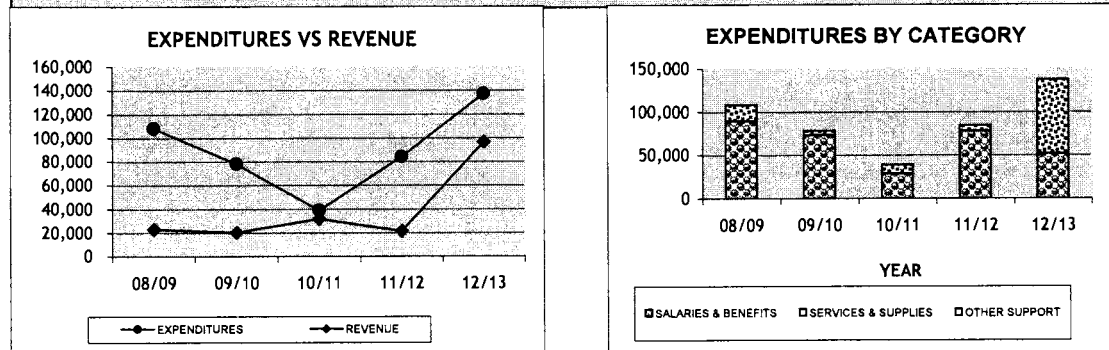 EXPENDITURES VS REVENUE
160,000
140,000
120,000
100,000
80,000
60,000
40,000
20,000
0
08/09 09/10 10/11 11/12 12/13
EXPENDITURES REVENUE
EXPENDITURES BY CATEGORY
150,000
100,000
50,000
0
08/09 09/10 10/11 11/12 12/13
YEAR
SALARIES & BENEFITS SERVICES & SUPPLIES OTHER SUPPORT